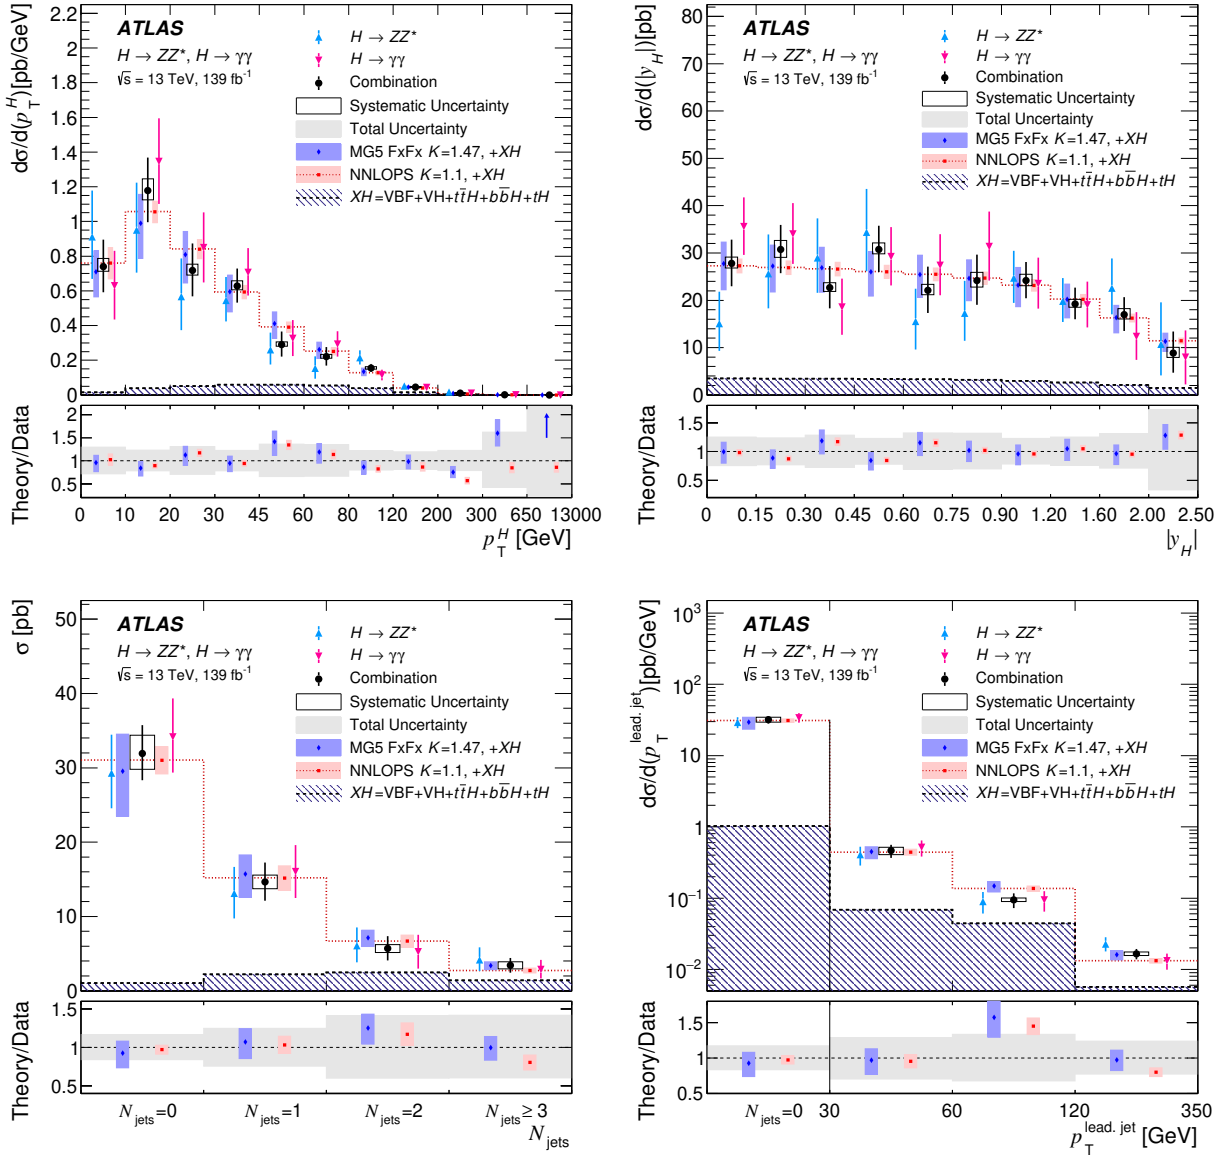 ATLAS
H → ZZ*, H → γγ
√s = 13 TeV, 139 fb⁻¹
H → ZZ*
H → γγ
Combination
Systematic Uncertainty
Total Uncertainty
MG5 FxFx K=1.47, +XH
NNLOPS K=1.1, +XH
XH=VBF+VH+tt̄H+bb̄H+tH
dσ/d(p_T^H)[pb/GeV]
2.2
2
1.8
1.6
1.4
1.2
1
0.8
0.6
0.4
0.2
0
Theory/Data
2
1.5
1
0.5
0 10 20 30 45 60 80 120 200 300 650 13000
p_T^H [GeV]
ATLAS
H → ZZ*, H → γγ
√s = 13 TeV, 139 fb⁻¹
H → ZZ*
H → γγ
Combination
Systematic Uncertainty
Total Uncertainty
MG5 FxFx K=1.47, +XH
NNLOPS K=1.1, +XH
XH=VBF+VH+tt̄H+bb̄H+tH
dσ/d(|y_H|)[pb]
80
70
60
50
40
30
20
10
0
Theory/Data
1.5
1
0.5
0 0.15 0.30 0.45 0.60 0.75 0.90 1.20 1.60 2.00 2.50
|y_H|
ATLAS
H → ZZ*, H → γγ
√s = 13 TeV, 139 fb⁻¹
H → ZZ*
H → γγ
Combination
Systematic Uncertainty
Total Uncertainty
MG5 FxFx K=1.47, +XH
NNLOPS K=1.1, +XH
XH=VBF+VH+tt̄H+bb̄H+tH
σ [pb]
50
40
30
20
10
0
Theory/Data
1.5
1
0.5
N_jets=0 N_jets=1 N_jets=2 N_jets≥3
N_jets
ATLAS
H → ZZ*, H → γγ
√s = 13 TeV, 139 fb⁻¹
H → ZZ*
H → γγ
Combination
Systematic Uncertainty
Total Uncertainty
MG5 FxFx K=1.47, +XH
NNLOPS K=1.1, +XH
XH=VBF+VH+tt̄H+bb̄H+tH
dσ/d(p_T^lead. jet)[pb/GeV]
10³
10²
10
1
10⁻¹
10⁻²
Theory/Data
1.5
1
0.5
N_jets=0 30 60 120 350
p_T^lead. jet [GeV]